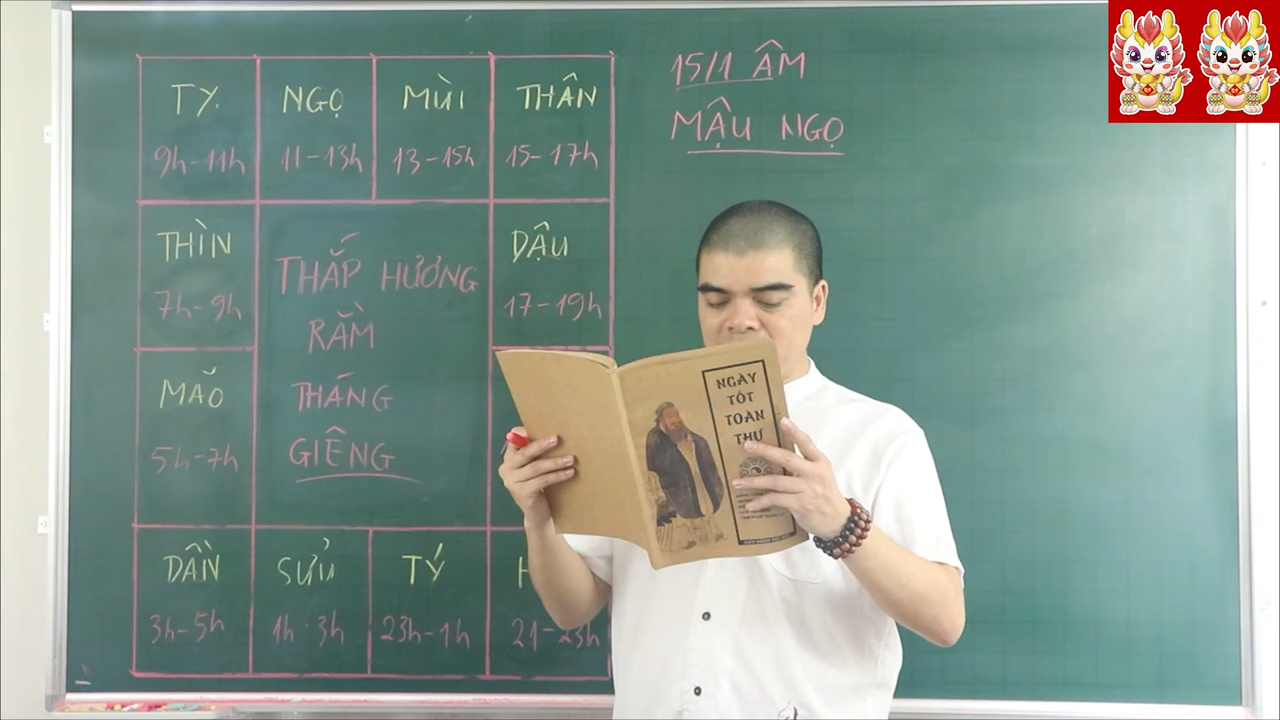 15/1 ÂM
MẬU NGỌ
TỴ
9h-11h
NGỌ
11-13h
MÙI
13-15h
THÂN
15-17h
THÌN
7h-9h
THẮP HƯƠNG
RẰM
THÁNG
GIÊNG
DẬU
17-19h
MÃO
5h-7h
DẦN
3h-5h
SỬU
1h-3h
TÝ
23h-1h
H
21-23h
NGÀY
TỐT
TOÀN
THƯ